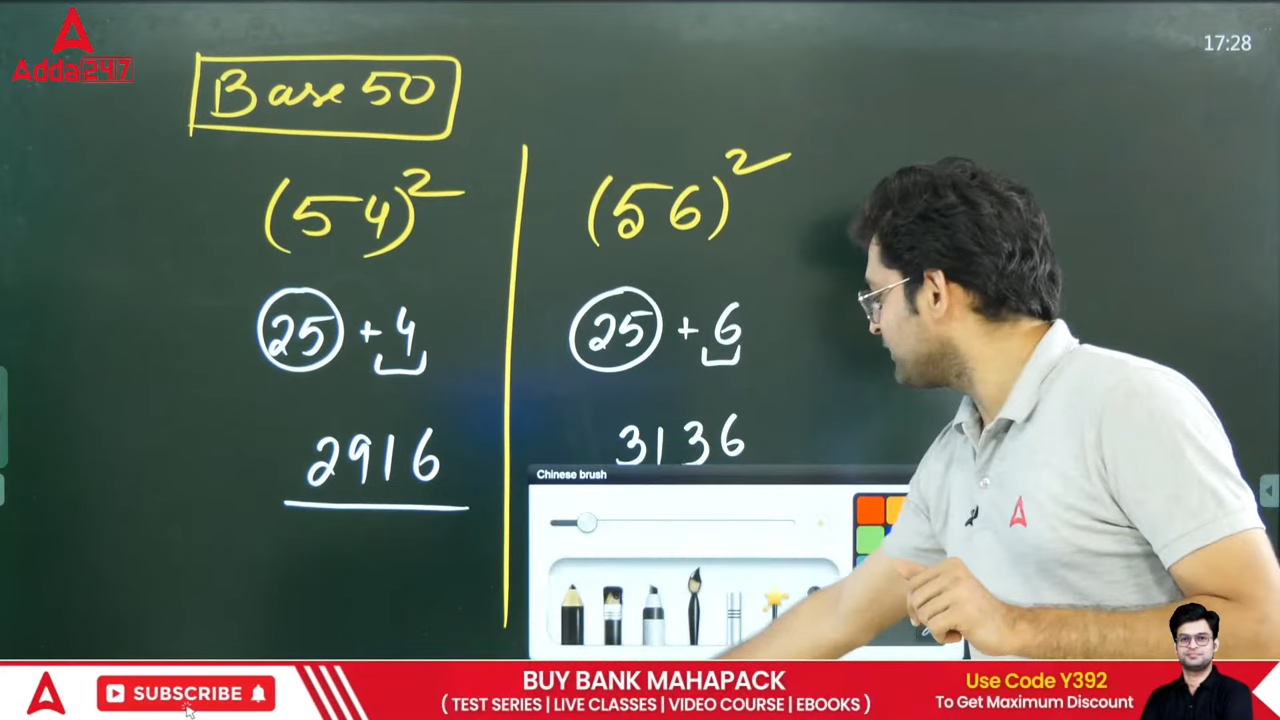 17:28
Adda247
Base 50
(54)²
(56)²
25 + 4
25 + 6
2916
3136
Chinese brush
SUBSCRIBE
BUY BANK MAHAPACK
( TEST SERIES | LIVE CLASSES | VIDEO COURSE | EBOOKS )
Use Code Y392
To Get Maximum Discount